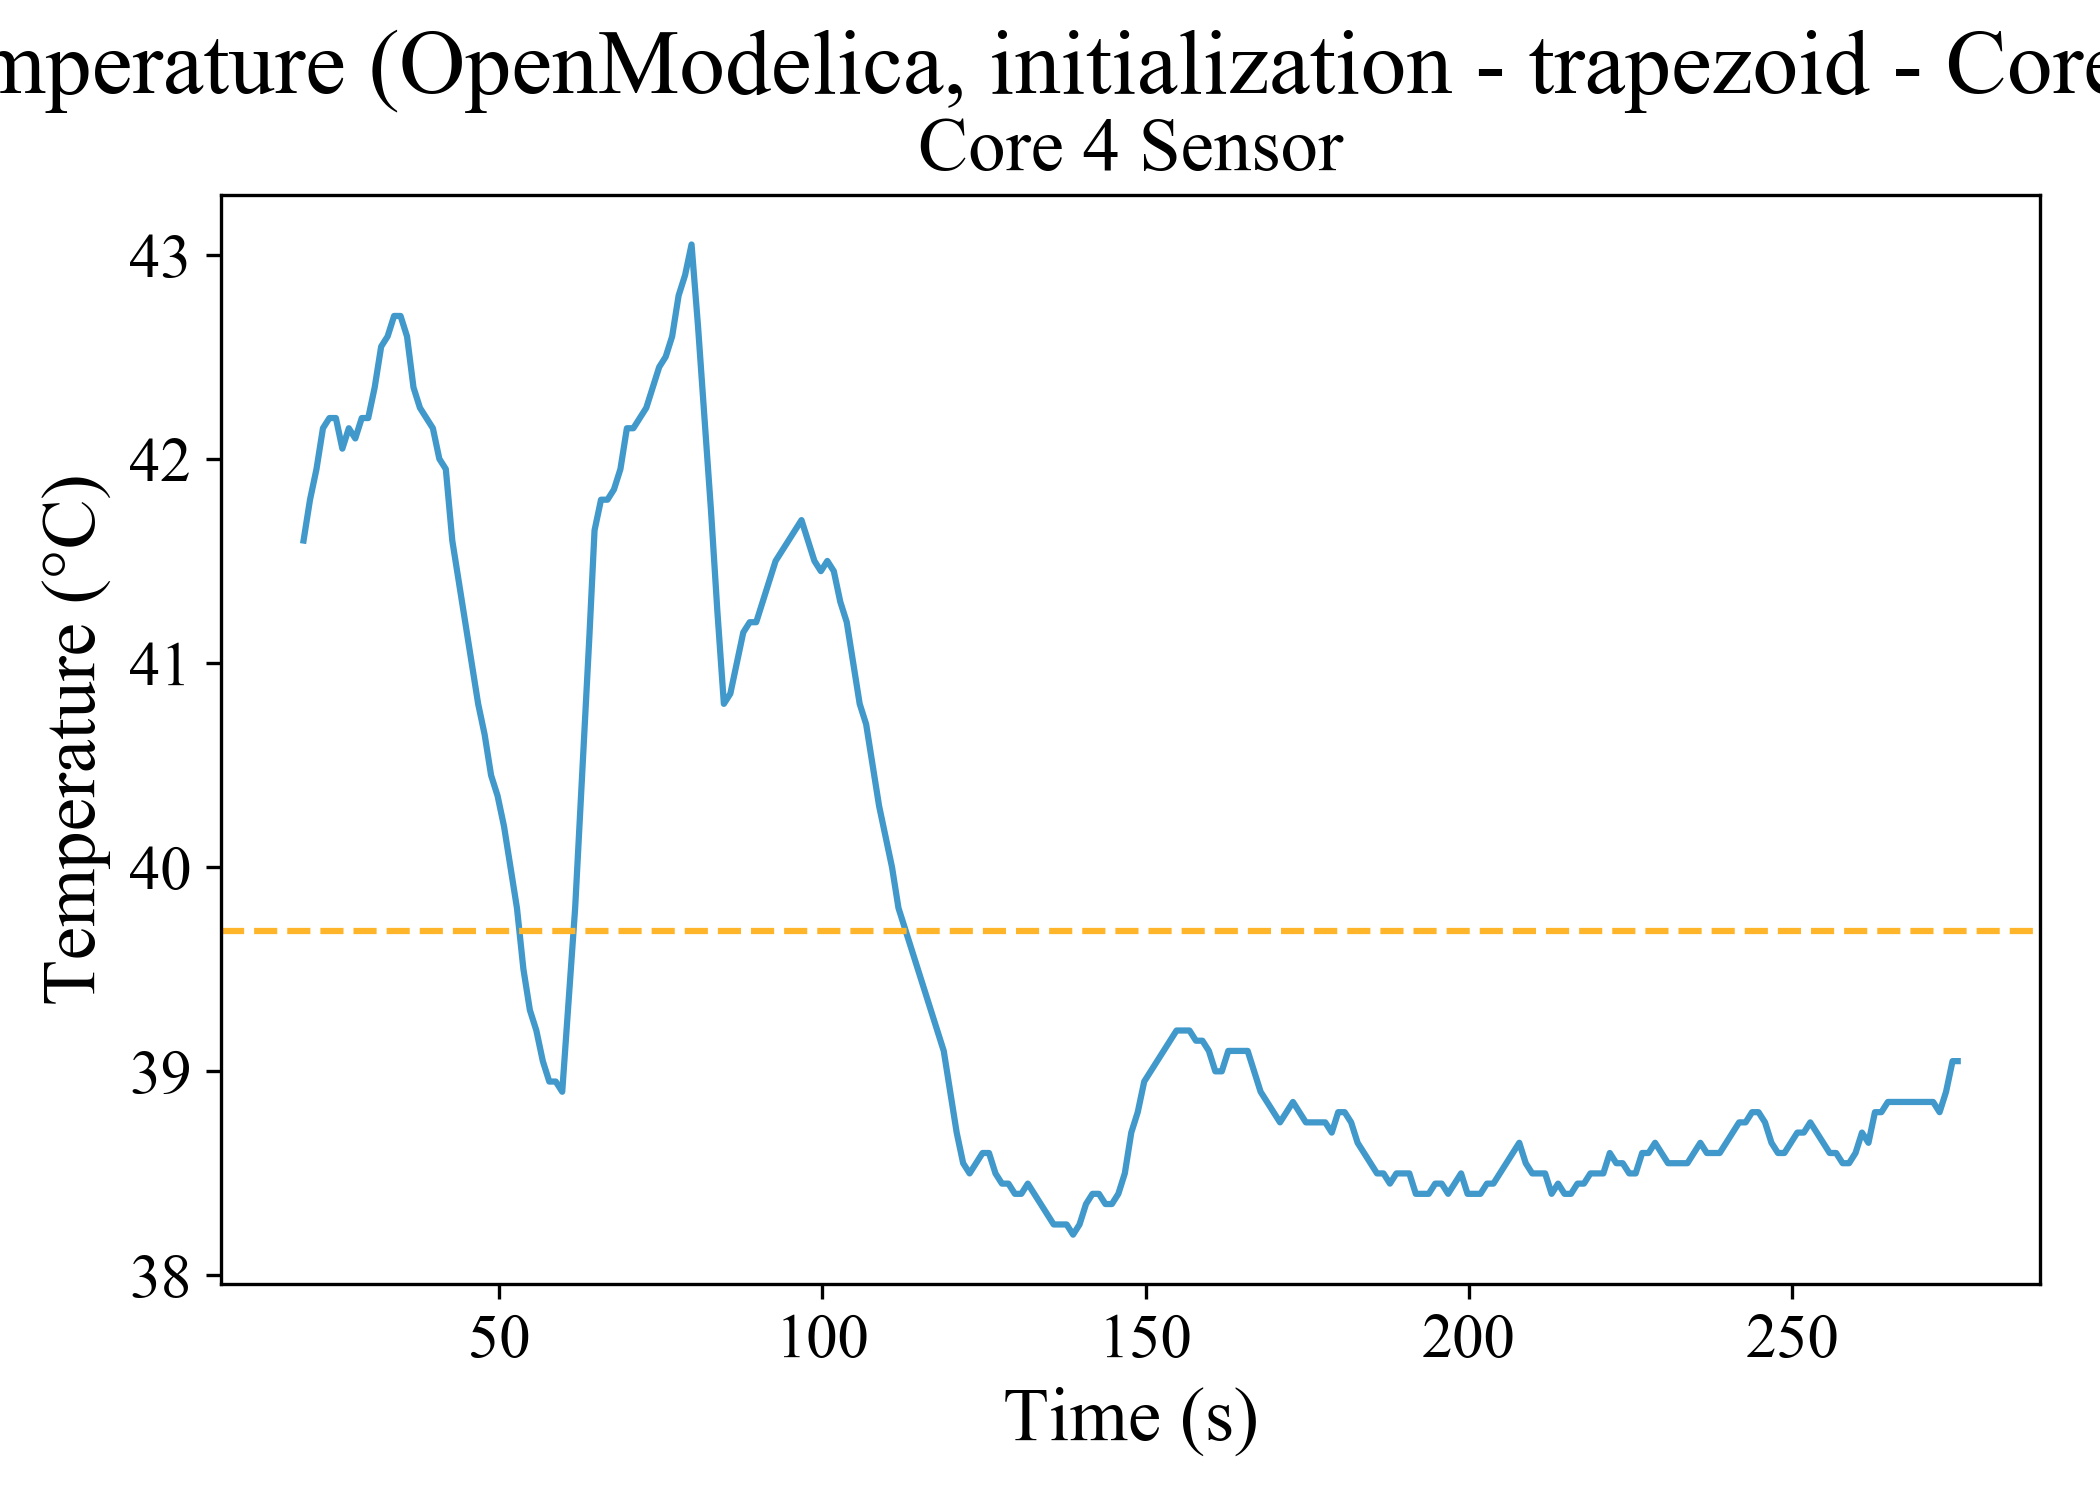 mperature (OpenModelica, initialization - trapezoid - Core
Core 4 Sensor
43
42
41
40
39
38
Temperature (°C)
50 100 150 200 250
Time (s)